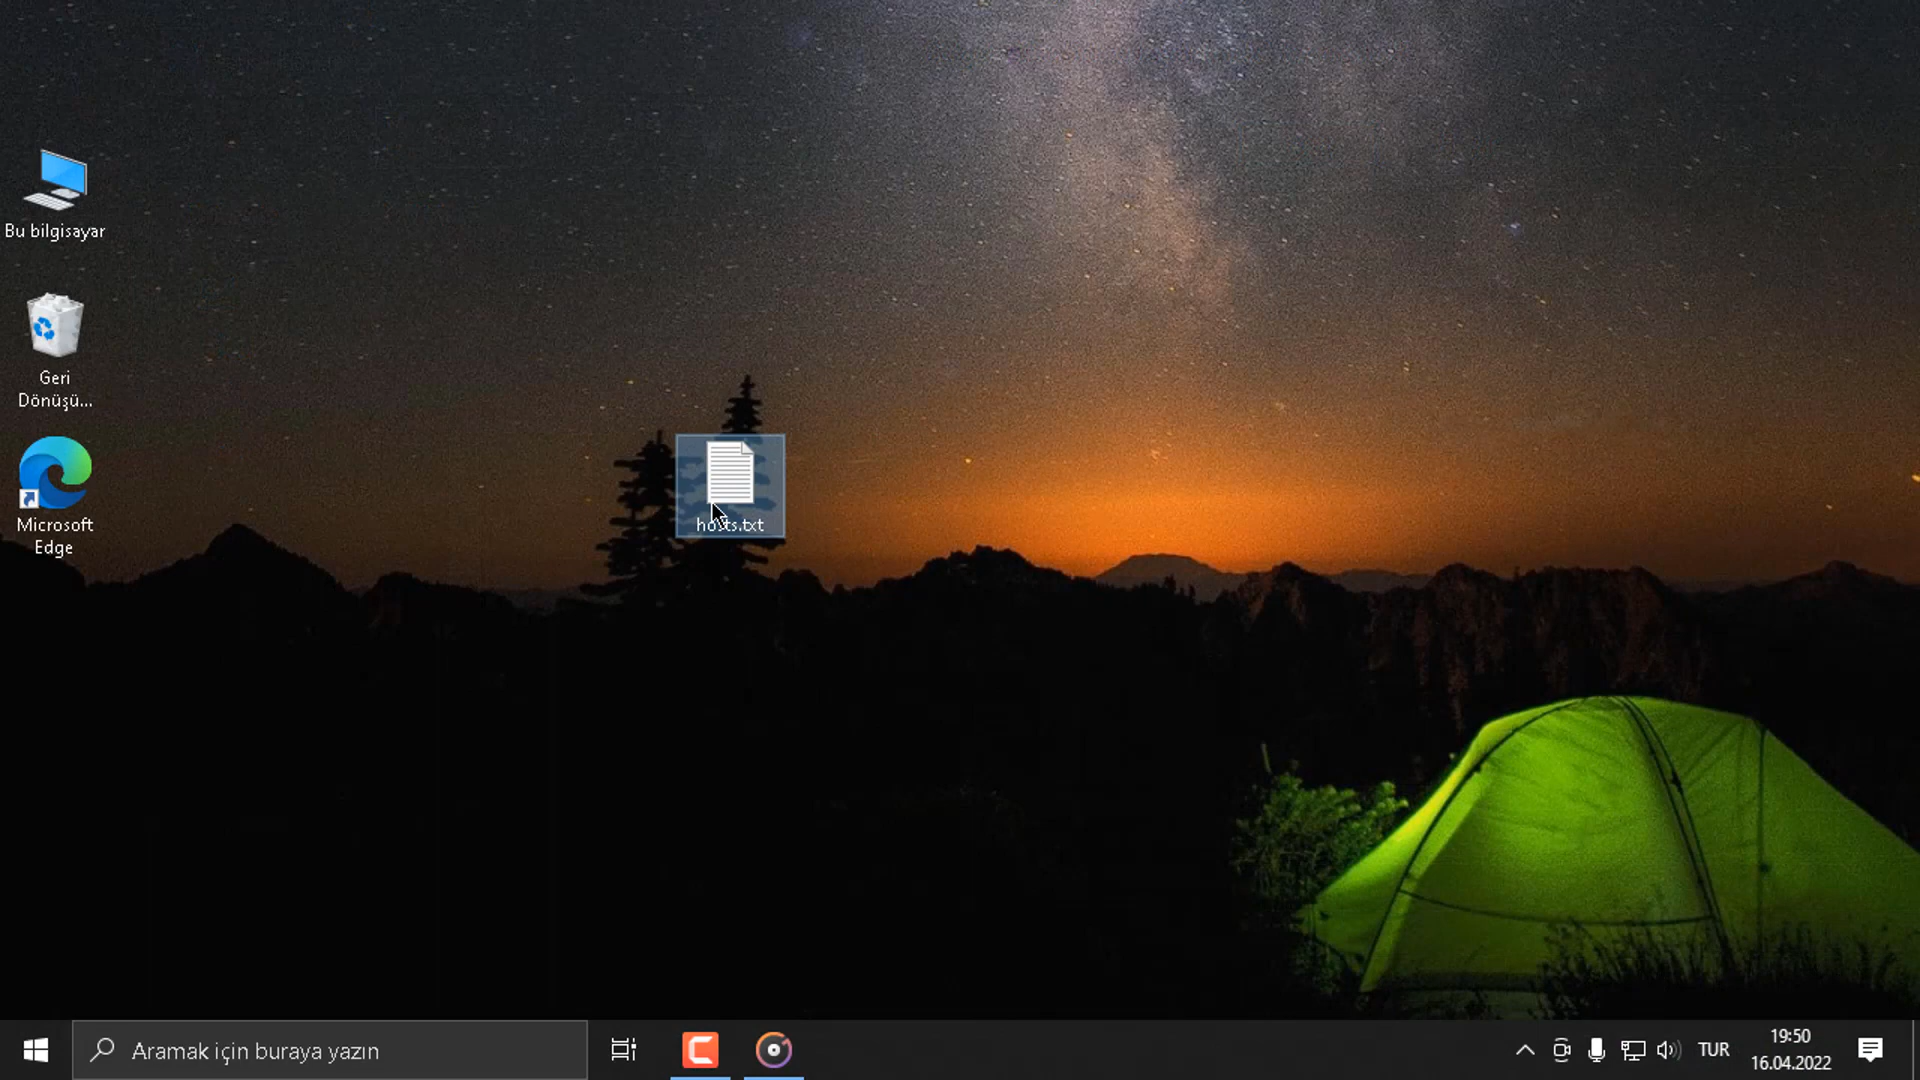 Bu bilgisayar
Geri
Dönüşü...
Microsoft
Edge
hosts.txt
Aramak için buraya yazın
TUR
19:50
16.04.2022